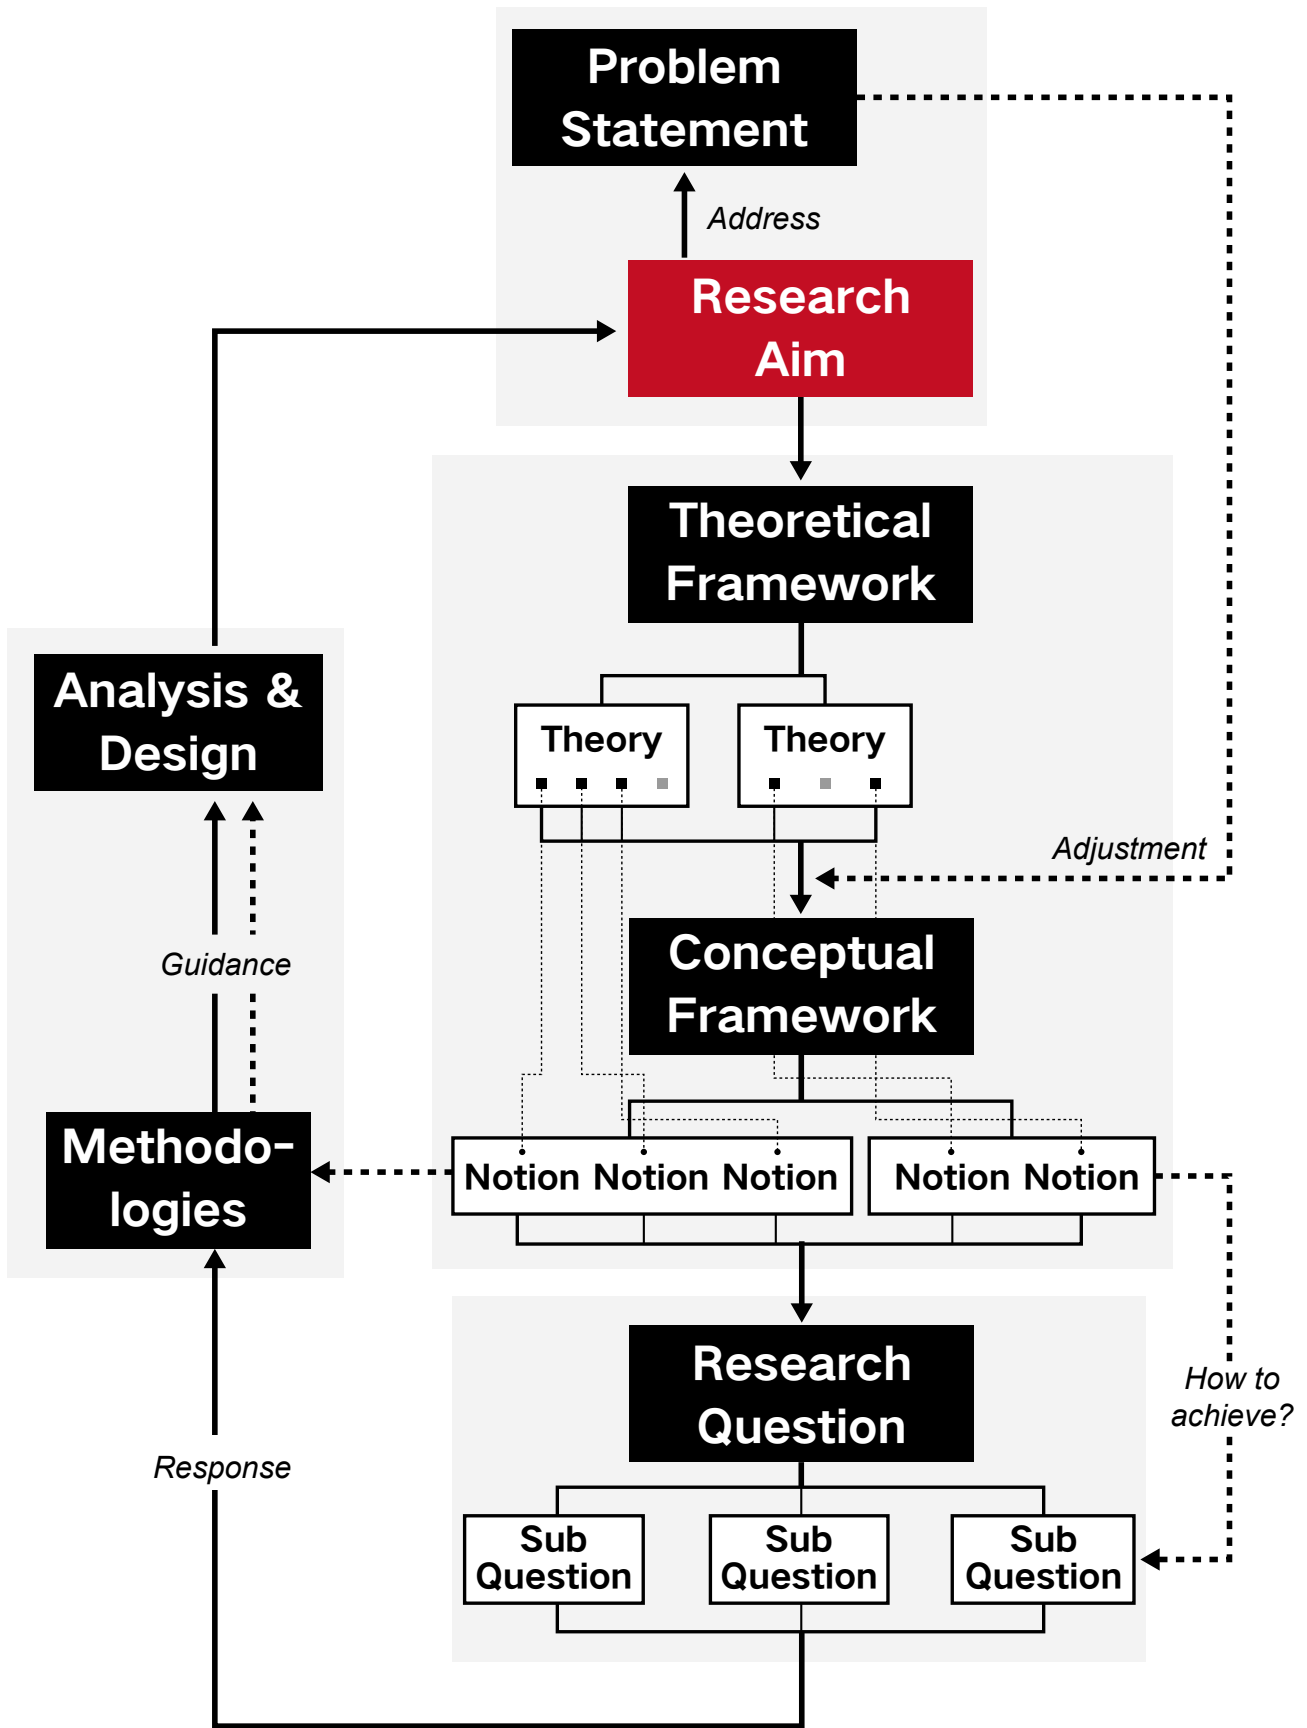 Problem
Statement
Address
Research
Aim
Theoretical
Framework
Analysis &
Design
Theory
Theory
Adjustment
Conceptual
Framework
Guidance
Methodo-
logies
Notion Notion Notion
Notion Notion
Research
Question
How to
achieve?
Response
Sub
Question
Sub
Question
Sub
Question